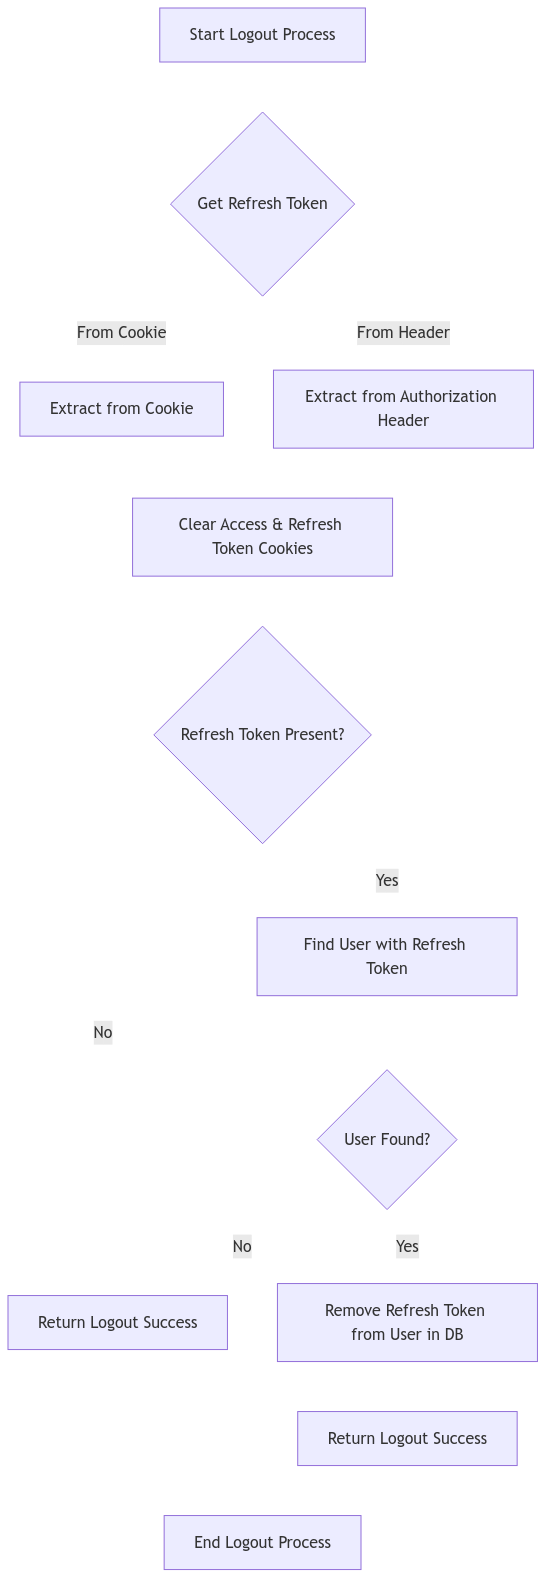 Start Logout Process
Get Refresh Token
From Cookie
From Header
Extract from Cookie
Extract from Authorization
Header
Clear Access & Refresh
Token Cookies
Refresh Token Present?
Yes
Find User with Refresh
Token
No
User Found?
No
Yes
Return Logout Success
Remove Refresh Token
from User in DB
Return Logout Success
End Logout Process